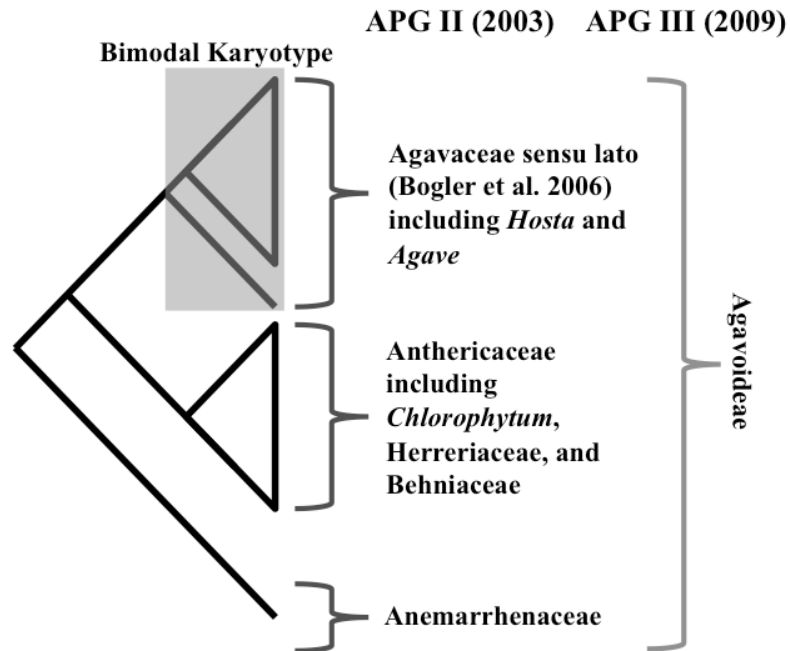 APG II (2003) APG III (2009)
Bimodal Karyotype
Agavaceae sensu lato
(Bogler et al. 2006)
including Hosta and
Agave
Anthericaceae
including
Chlorophytum,
Herreriaceae, and
Behniaceae
Anemarrhenaceae
Agavoideae